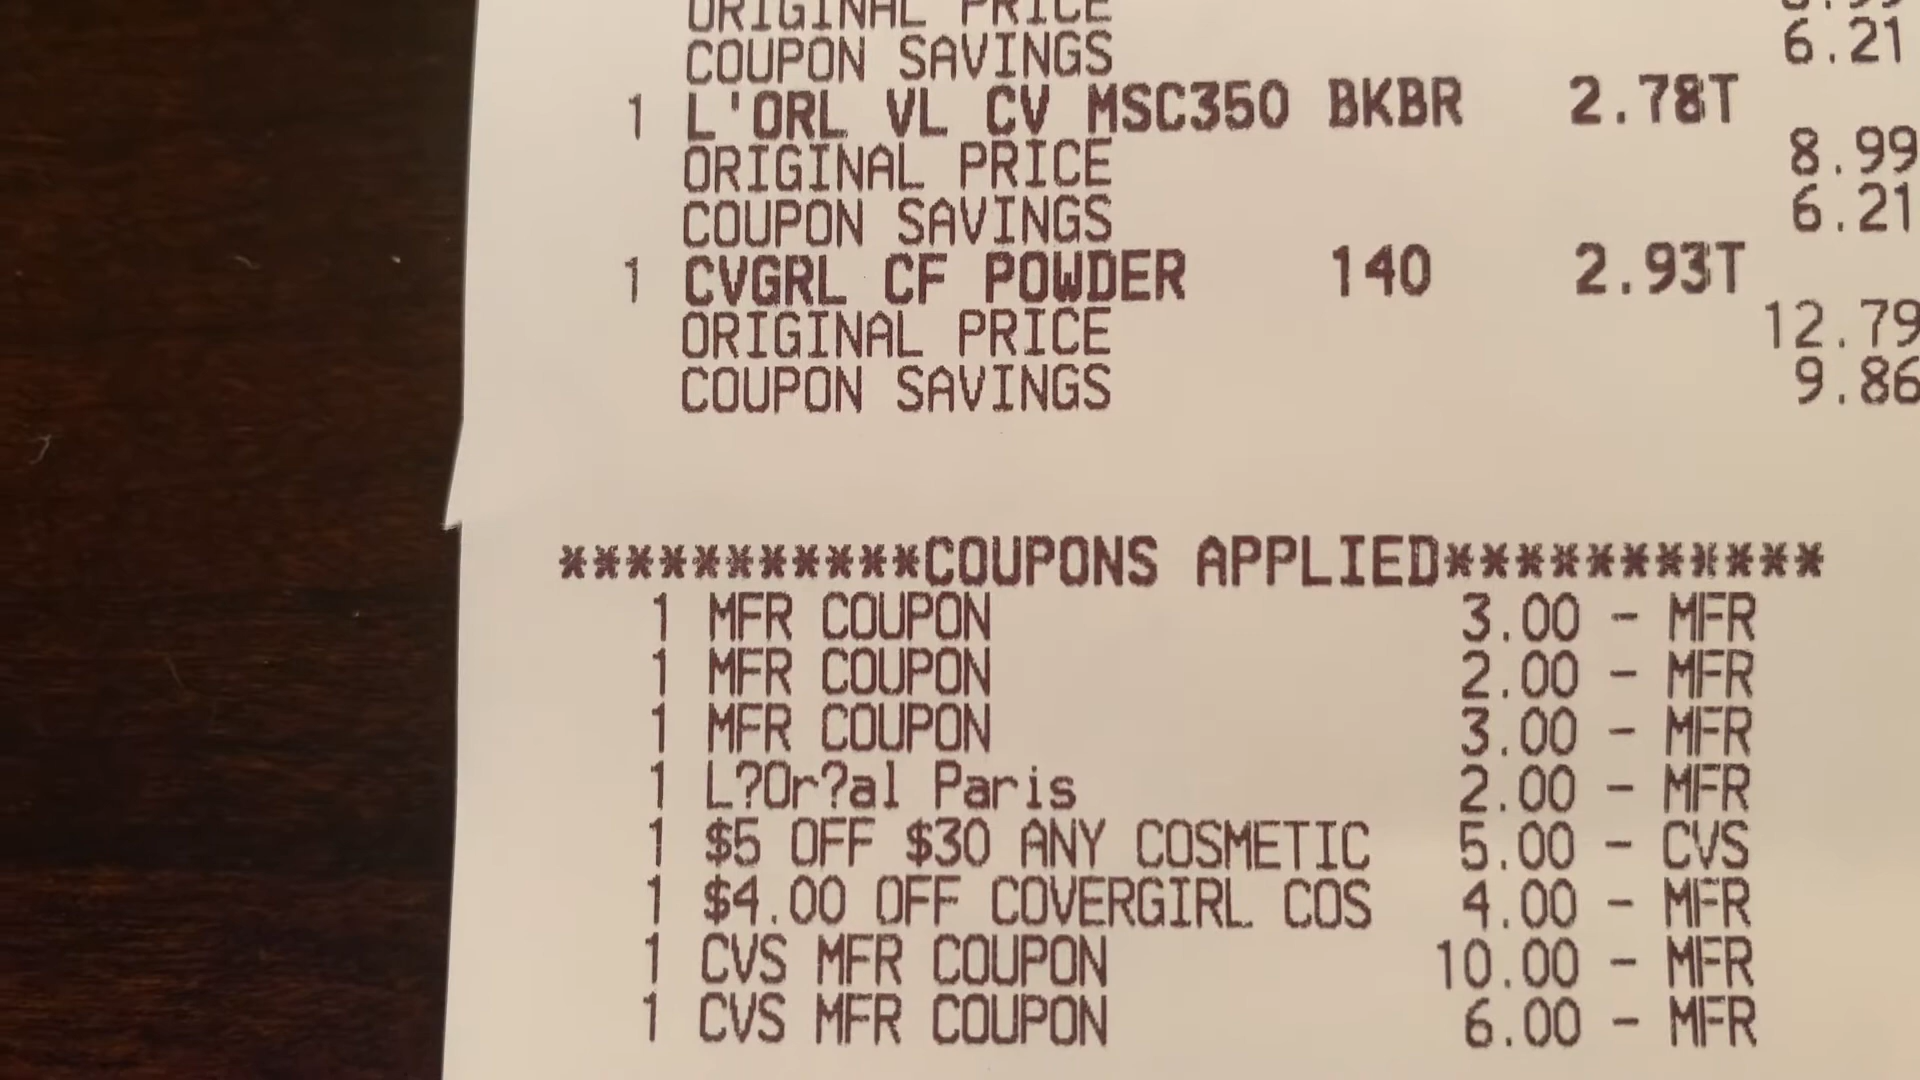 ORIGINAL PRICE
COUPON SAVINGS 6.21
1 L'ORL VL CV MSC350 BKBR 2.78T
ORIGINAL PRICE 8.99
COUPON SAVINGS 6.21
1 CVGRL CF POWDER 140 2.93T
ORIGINAL PRICE 12.79
COUPON SAVINGS 9.86
***********COUPONS APPLIED***********
1 MFR COUPON 3.00 - MFR
1 MFR COUPON 2.00 - MFR
1 MFR COUPON 3.00 - MFR
1 L?Or?al Paris 2.00 - MFR
1 $5 OFF $30 ANY COSMETIC 5.00 - CVS
1 $4.00 OFF COVERGIRL COS 4.00 - MFR
1 CVS MFR COUPON 10.00 - MFR
1 CVS MFR COUPON 6.00 - MFR